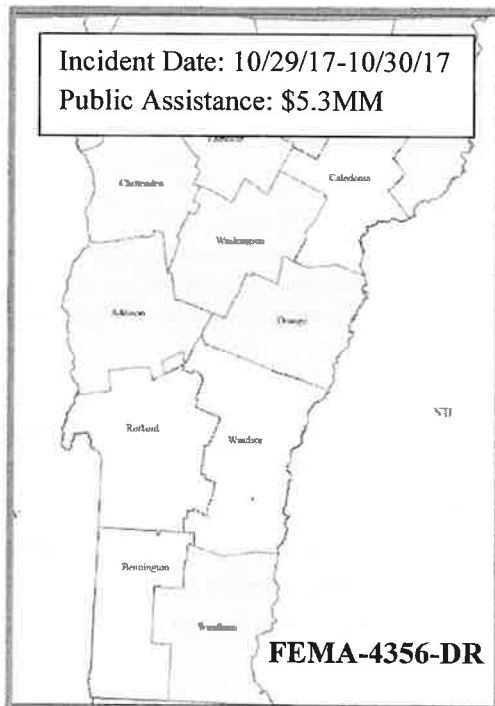 Incident Date: 10/29/17-10/30/17
Public Assistance: $5.3MM
Chittenden
Caledonia
Washington
Addison
Orange
NH
Rutland
Windsor
Bennington
Windham
FEMA-4356-DR